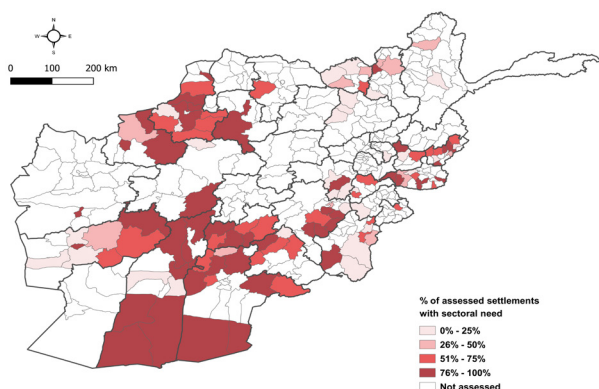 N
W E
S
0 100 200 km
% of assessed settlements
with sectoral need
0% - 25%
26% - 50%
51% - 75%
76% - 100%
Not assessed